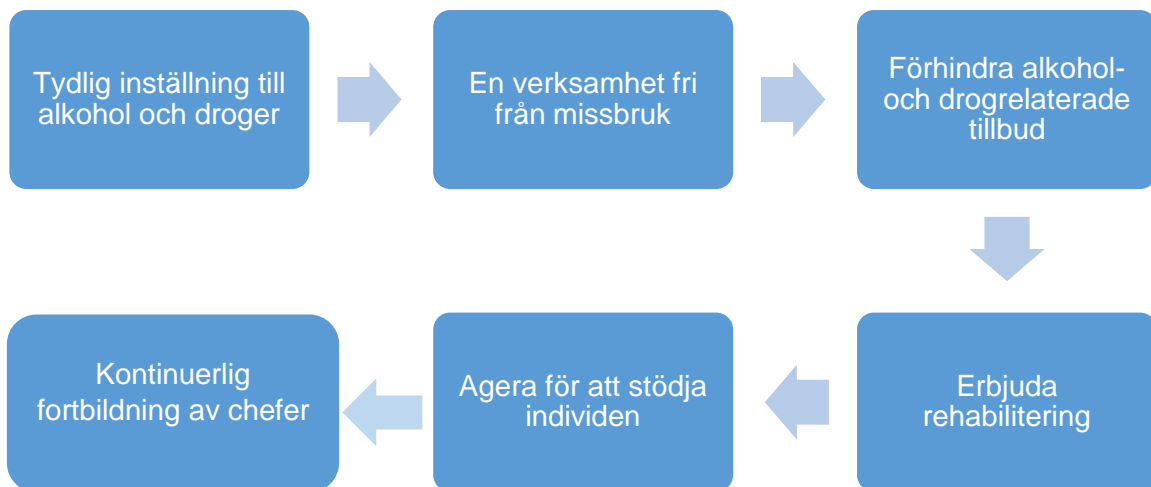 Tydlig inställning till
alkohol och droger
En verksamhet fri
från missbruk
Förhindra alkohol-
och drogrelaterade
tillbud
Erbjuda
rehabilitering
Agera för att stödja
individen
Kontinuerlig
fortbildning av chefer